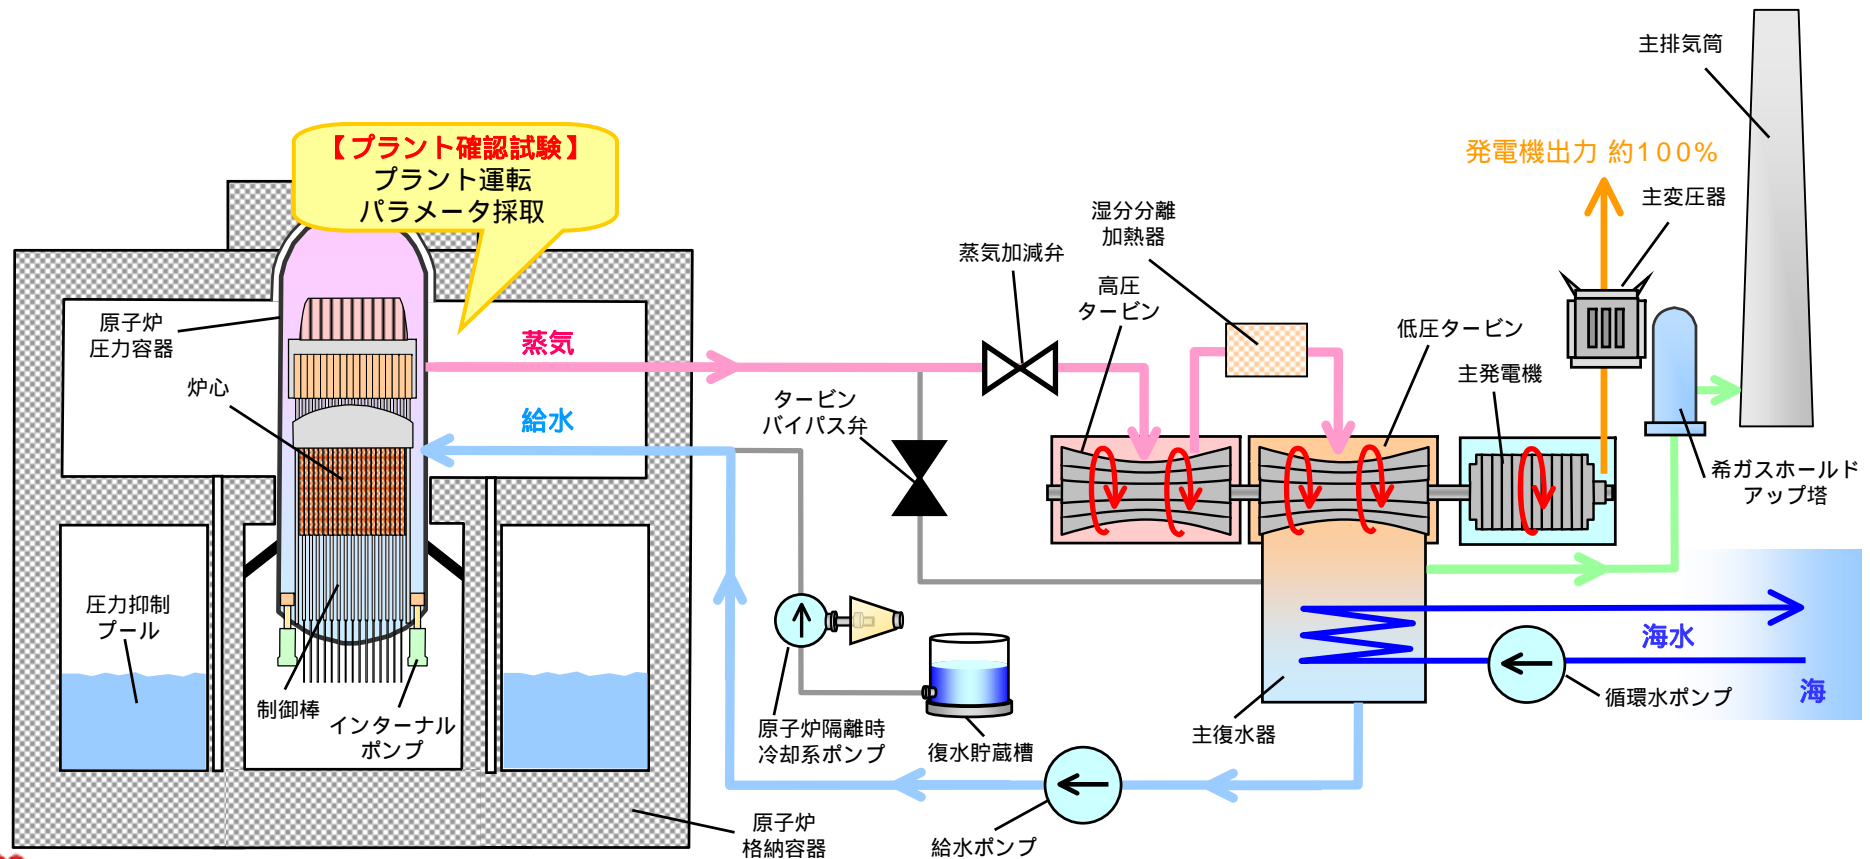 主排気筒
【プラント確認試験】
プラント運転
パラメータ採取
発電機出力 約100%
主変圧器
湿分分離
加熱器
蒸気加減弁
高圧
タービン
低圧タービン
原子炉
圧力容器
蒸気
主発電機
炉心
タービン
バイパス弁
給水
希ガスホールド
アップ塔
圧力抑制
プール
海水
海
循環水ポンプ
制御棒
インターナル
ポンプ
原子炉隔離時
冷却系ポンプ
復水貯蔵槽
主復水器
原子炉
格納容器
給水ポンプ